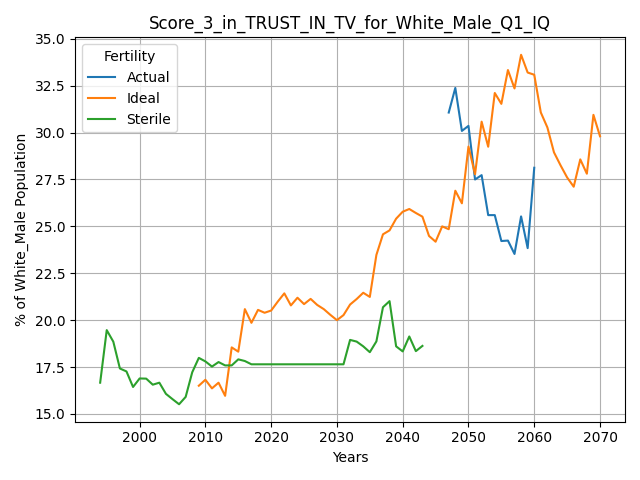 Score_3_in_TRUST_IN_TV_for_White_Male_Q1_IQ
Fertility
Actual
Ideal
Sterile
% of White_Male Population
35.0
32.5
30.0
27.5
25.0
22.5
20.0
17.5
15.0
2000
2010
2020
2030
2040
2050
2060
2070
Years